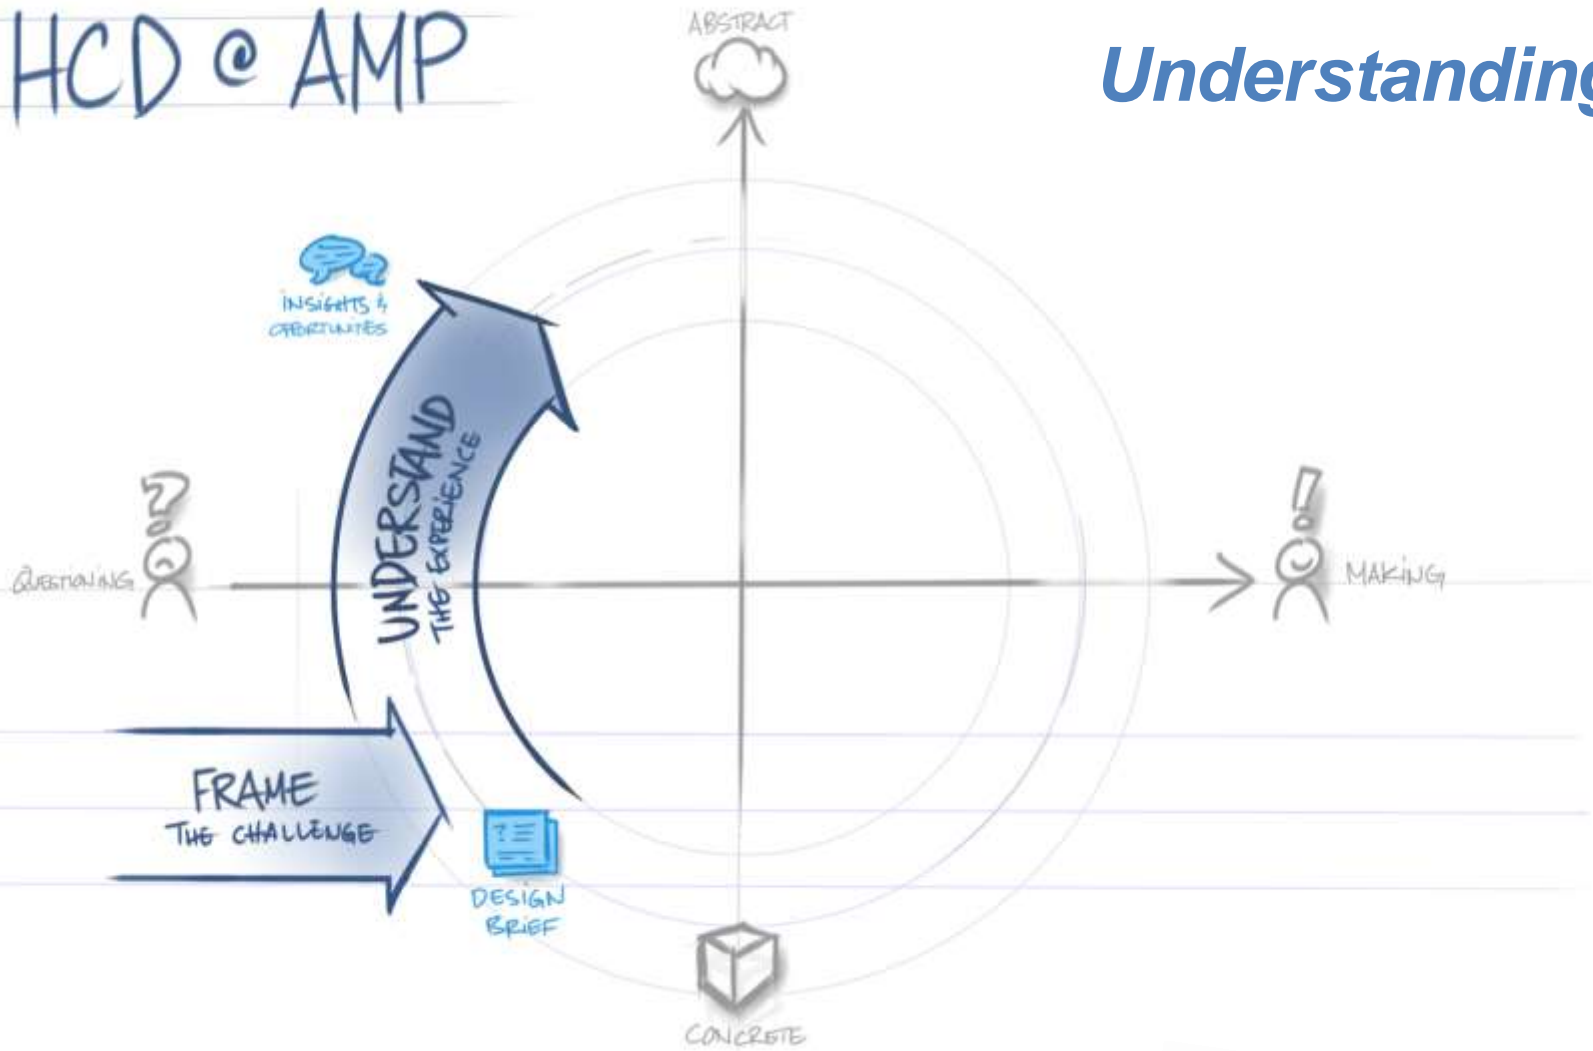 HCD @ AMP
ABSTRACT
Understanding
INSIGHTS &
OPPORTUNITIES
UNDERSTAND
THE EXPERIENCE
QUESTIONING
MAKING
FRAME
THE CHALLENGE
DESIGN
BRIEF
CONCRETE